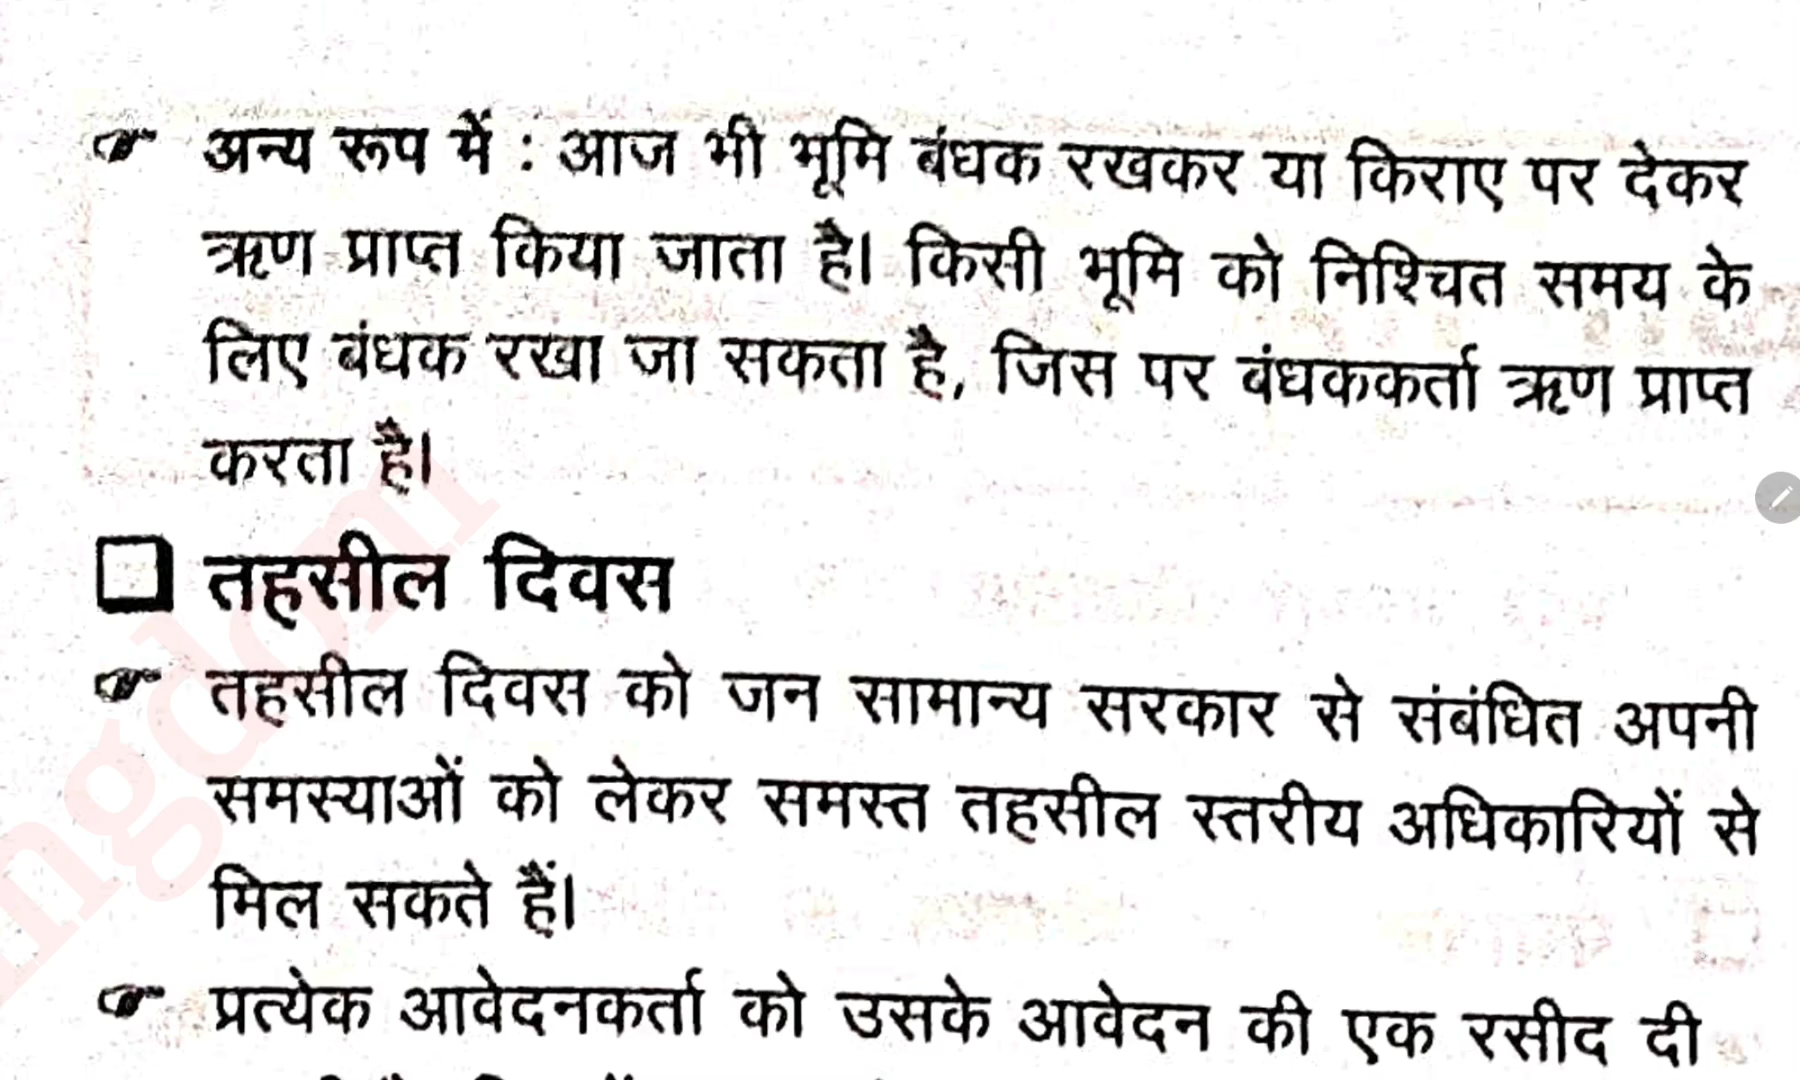 ☞ अन्य रूप में : आज भी भूमि बंधक रखकर या किराए पर देकर
ऋण प्राप्त किया जाता है। किसी भूमि को निश्चित समय के
लिए बंधक रखा जा सकता है, जिस पर बंधककर्ता ऋण प्राप्त
करता है।
❑ तहसील दिवस
☞ तहसील दिवस को जन सामान्य सरकार से संबंधित अपनी
समस्याओं को लेकर समस्त तहसील स्तरीय अधिकारियों से
मिल सकते हैं।
☞ प्रत्येक आवेदनकर्ता को उसके आवेदन की एक रसीद दी
ngdom